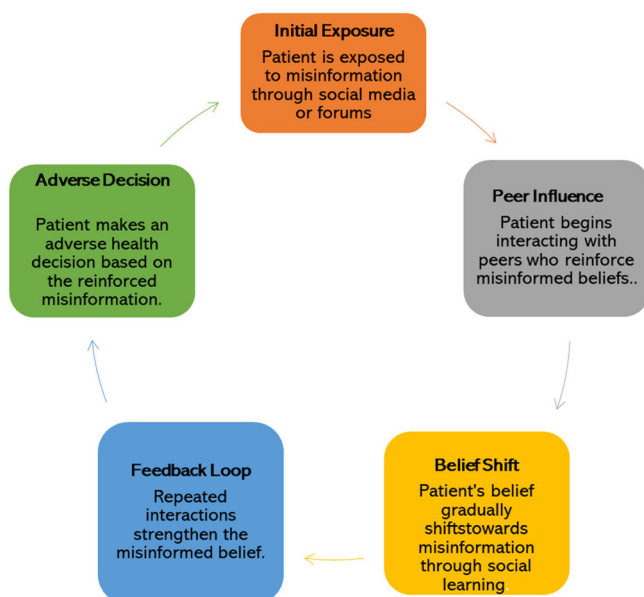 Initial Exposure
Patient is exposed
to misinformation
through social media
or forums
Peer Influence
Patient begins
interacting with
peers who reinforce
misinformed beliefs..
Belief Shift
Patient's belief
gradually
shiftstowards
misinformation
through social
learning.
Feedback Loop
Repeated
interactions
strengthen the
misinformed belief.
Adverse Decision
Patient makes an
adverse health
decision based on
the reinforced
misinformation.